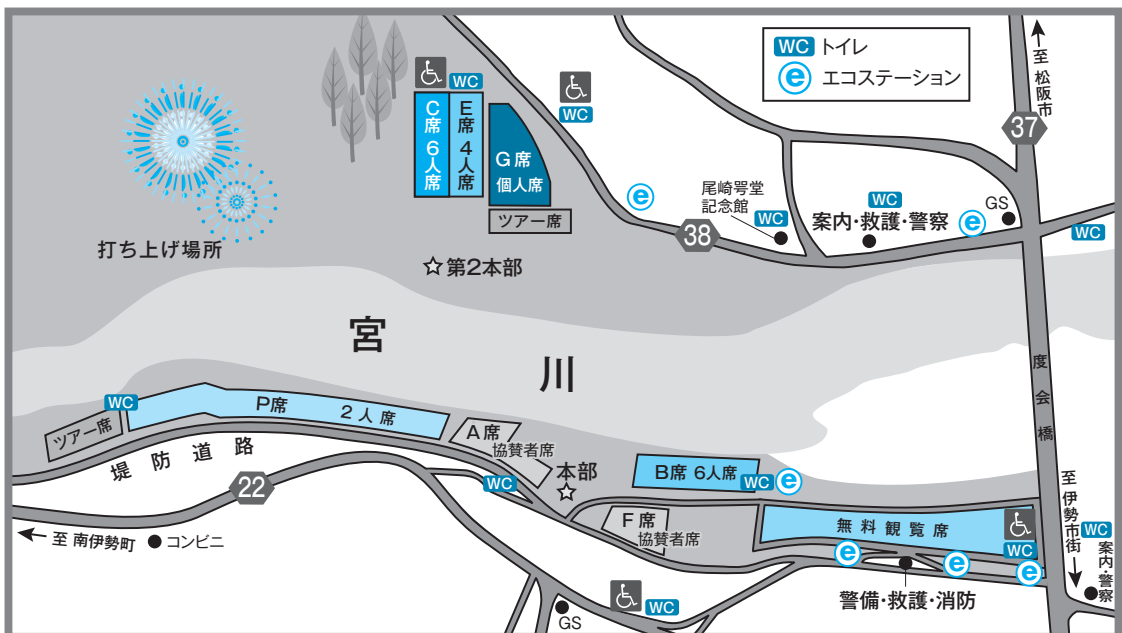 WC トイレ
e エコステーション
至 松阪市
37
WC
C席 6人席
E席 4人席
G席
個人席
ツアー席
WC
e
尾崎咢堂
記念館
WC
WC
案内・救護・警察
e
GS
WC
38
打ち上げ場所
☆第2本部
宮川
度会橋
WC
ツアー席
P席 2人席
A席
協賛者席
堤防道路
22
WC
本部
B席 6人席
WC
e
F席
協賛者席
無料観覧席
WC
e
e
e
至 伊勢市街
WC
案内・警察
至 南伊勢町
コンビニ
警備・救護・消防
WC
GS